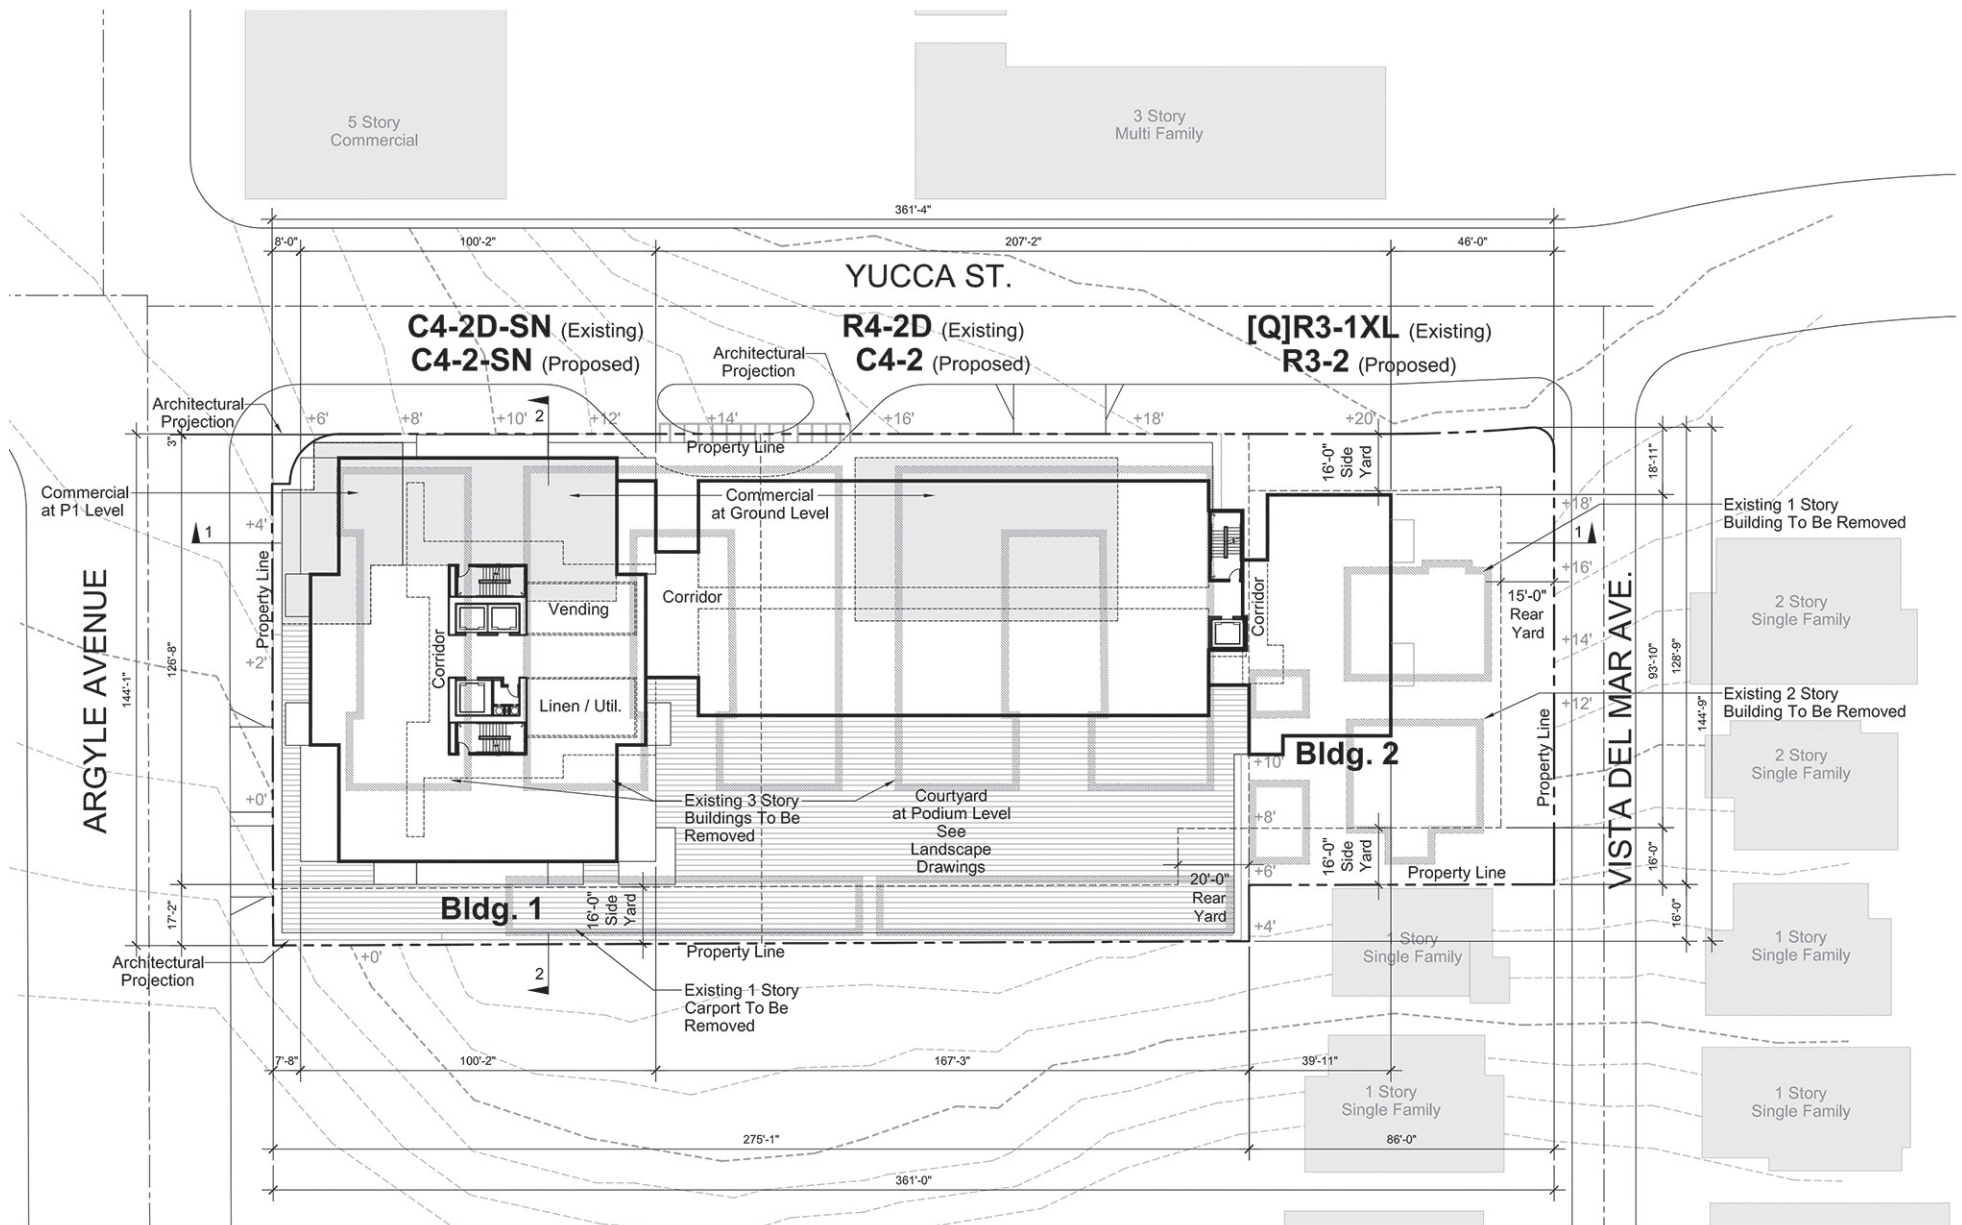 5 Story
Commercial
3 Story
Multi Family
361'-4"
8'-0"
100'-2"
207'-2"
46'-0"
YUCCA ST.
C4-2D-SN (Existing)
C4-2-SN (Proposed)
R4-2D (Existing)
C4-2 (Proposed)
[Q]R3-1XL (Existing)
R3-2 (Proposed)
Architectural
Projection
Architectural
Projection
+6'
+8'
+10'
+12'
+14'
+16'
+18'
+20'
2
3"
Property Line
16'-0"
Side
Yard
18'-11"
Commercial
at P1 Level
Commercial
at Ground Level
+18'
Existing 1 Story
Building To Be Removed
+4'
1
1
+16'
Property Line
Corridor
Vending
Corridor
Corridor
15'-0"
Rear
Yard
2 Story
Single Family
ARGYLE AVENUE
144'-1"
126'-8"
+2'
+14'
VISTA DEL MAR AVE.
93'-10"
128'-9"
144'-9"
Linen / Util.
+12'
Existing 2 Story
Building To Be Removed
Property Line
Bldg. 2
+10'
2 Story
Single Family
+0'
Existing 3 Story
Buildings To Be
Removed
Courtyard
at Podium Level
See
Landscape
Drawings
+8'
16'-0"
Side
Yard
16'-0"
+6'
Property Line
20'-0"
Rear
Yard
17'-2"
Bldg. 1
16'-0"
Side
Yard
16'-0"
+4'
Property Line
1 Story
Single Family
1 Story
Single Family
Architectural
Projection
+0'
2
Existing 1 Story
Carport To Be
Removed
7'-8"
100'-2"
167'-3"
39'-11"
1 Story
Single Family
1 Story
Single Family
275'-1"
86'-0"
361'-0"